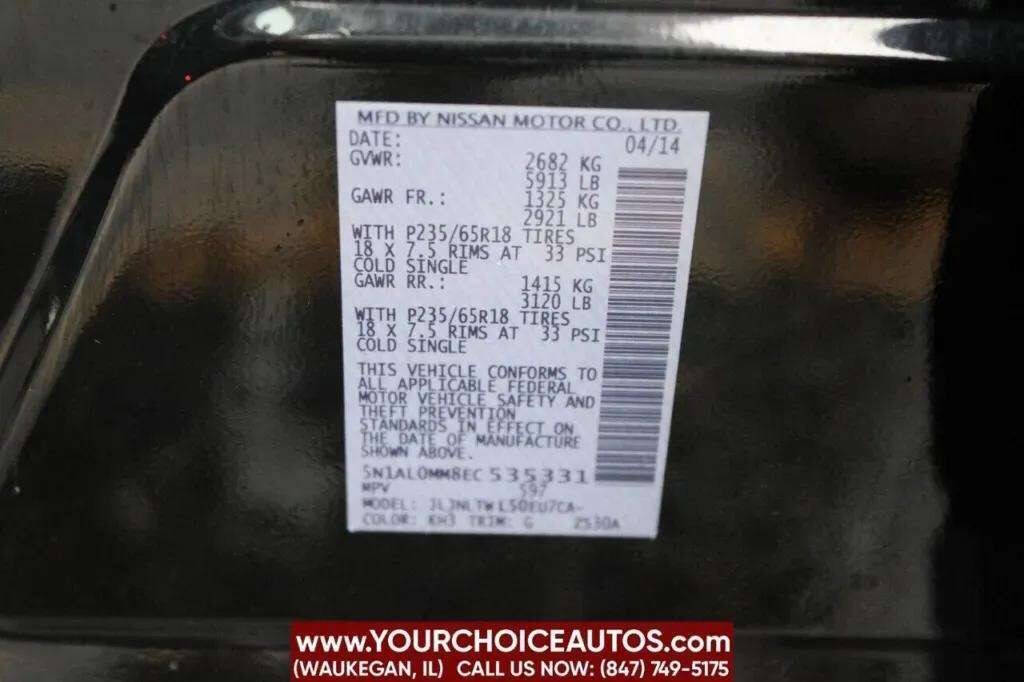 MFD BY NISSAN MOTOR CO., LTD.
DATE: 04/14
GVWR: 2682 KG
5913 LB
GAWR FR.: 1325 KG
2921 LB
WITH P235/65R18 TIRES
18 X 7.5 RIMS AT 33 PSI
COLD SINGLE
GAWR RR.: 1415 KG
3120 LB
WITH P235/65R18 TIRES
18 X 7.5 RIMS AT 33 PSI
COLD SINGLE
THIS VEHICLE CONFORMS TO
ALL APPLICABLE FEDERAL
MOTOR VEHICLE SAFETY AND
THEFT PREVENTION
STANDARDS IN EFFECT ON
THE DATE OF MANUFACTURE
SHOWN ABOVE.
5N1AL0MM8EC 535331
MPV 597
MODEL:
COLOR: KH3 TRIM: G 2530A
WWW.YOURCHOICEAUTOS.COM
(WAUKEGAN, IL) CALL US NOW: (847) 749-5175